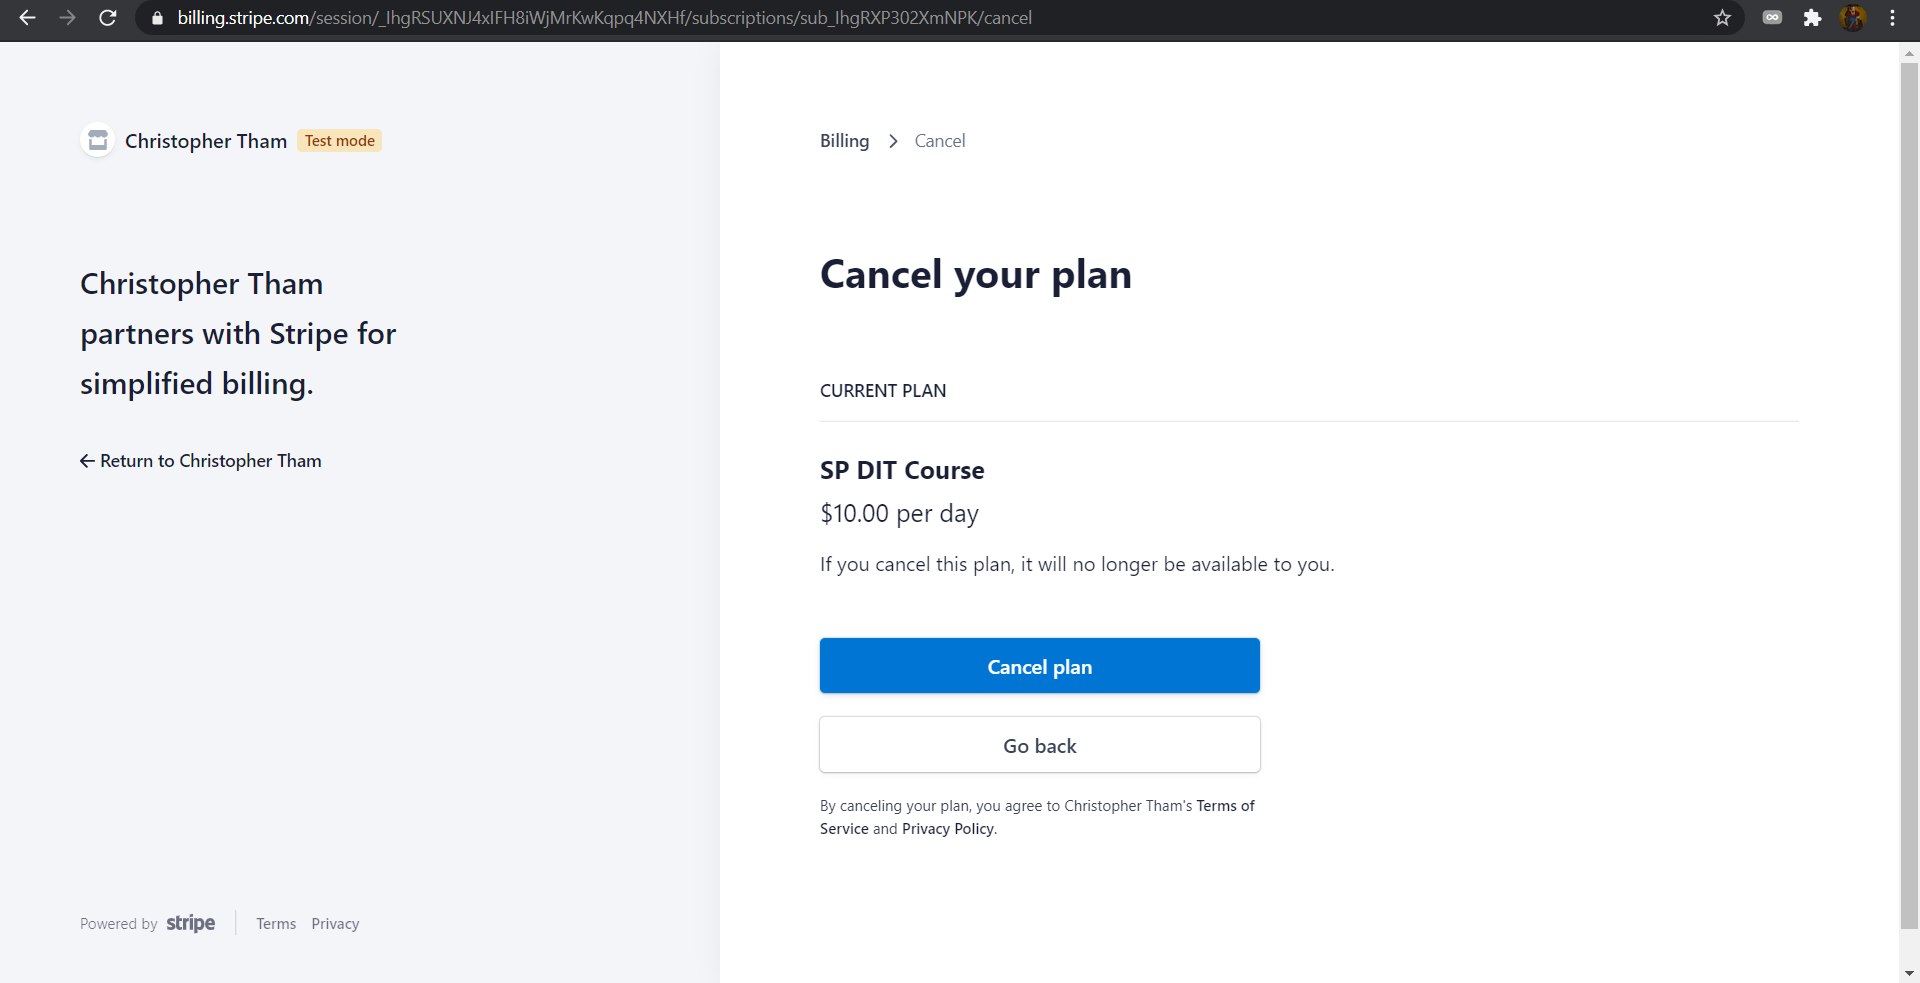 billing.stripe.com/session/_IhgRSUXNJ4xIFH8iWjMrKwKqpq4NXHf/subscriptions/sub_IhgRXP302XmNPK/cancel
Christopher Tham Test mode
Christopher Tham
partners with Stripe for
simplified billing.
← Return to Christopher Tham
Powered by stripe
Terms Privacy
Billing > Cancel
Cancel your plan
CURRENT PLAN
SP DIT Course
$10.00 per day
If you cancel this plan, it will no longer be available to you.
Cancel plan
Go back
By canceling your plan, you agree to Christopher Tham's Terms of
Service and Privacy Policy.